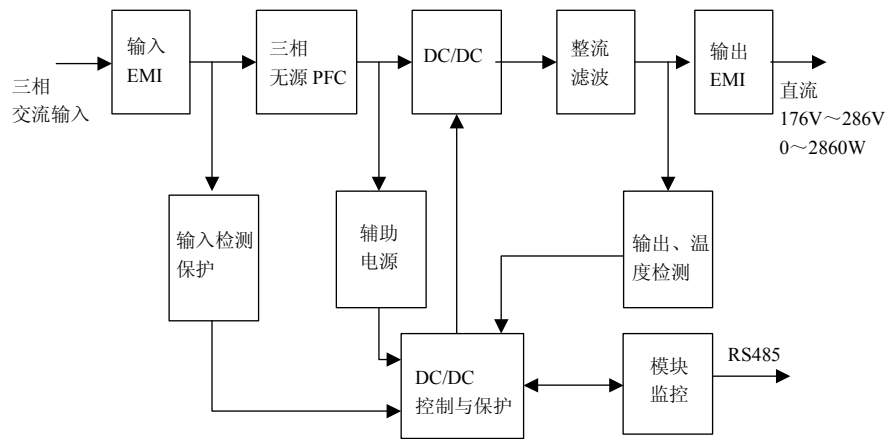 输入
EMI
三相
无源 PFC
DC/DC
整流
滤波
输出
EMI
三相
交流输入
直流
176V～286V
0～2860W
输入检测
保护
辅助
电源
输出、温
度检测
DC/DC
控制与保护
模块
监控
RS485